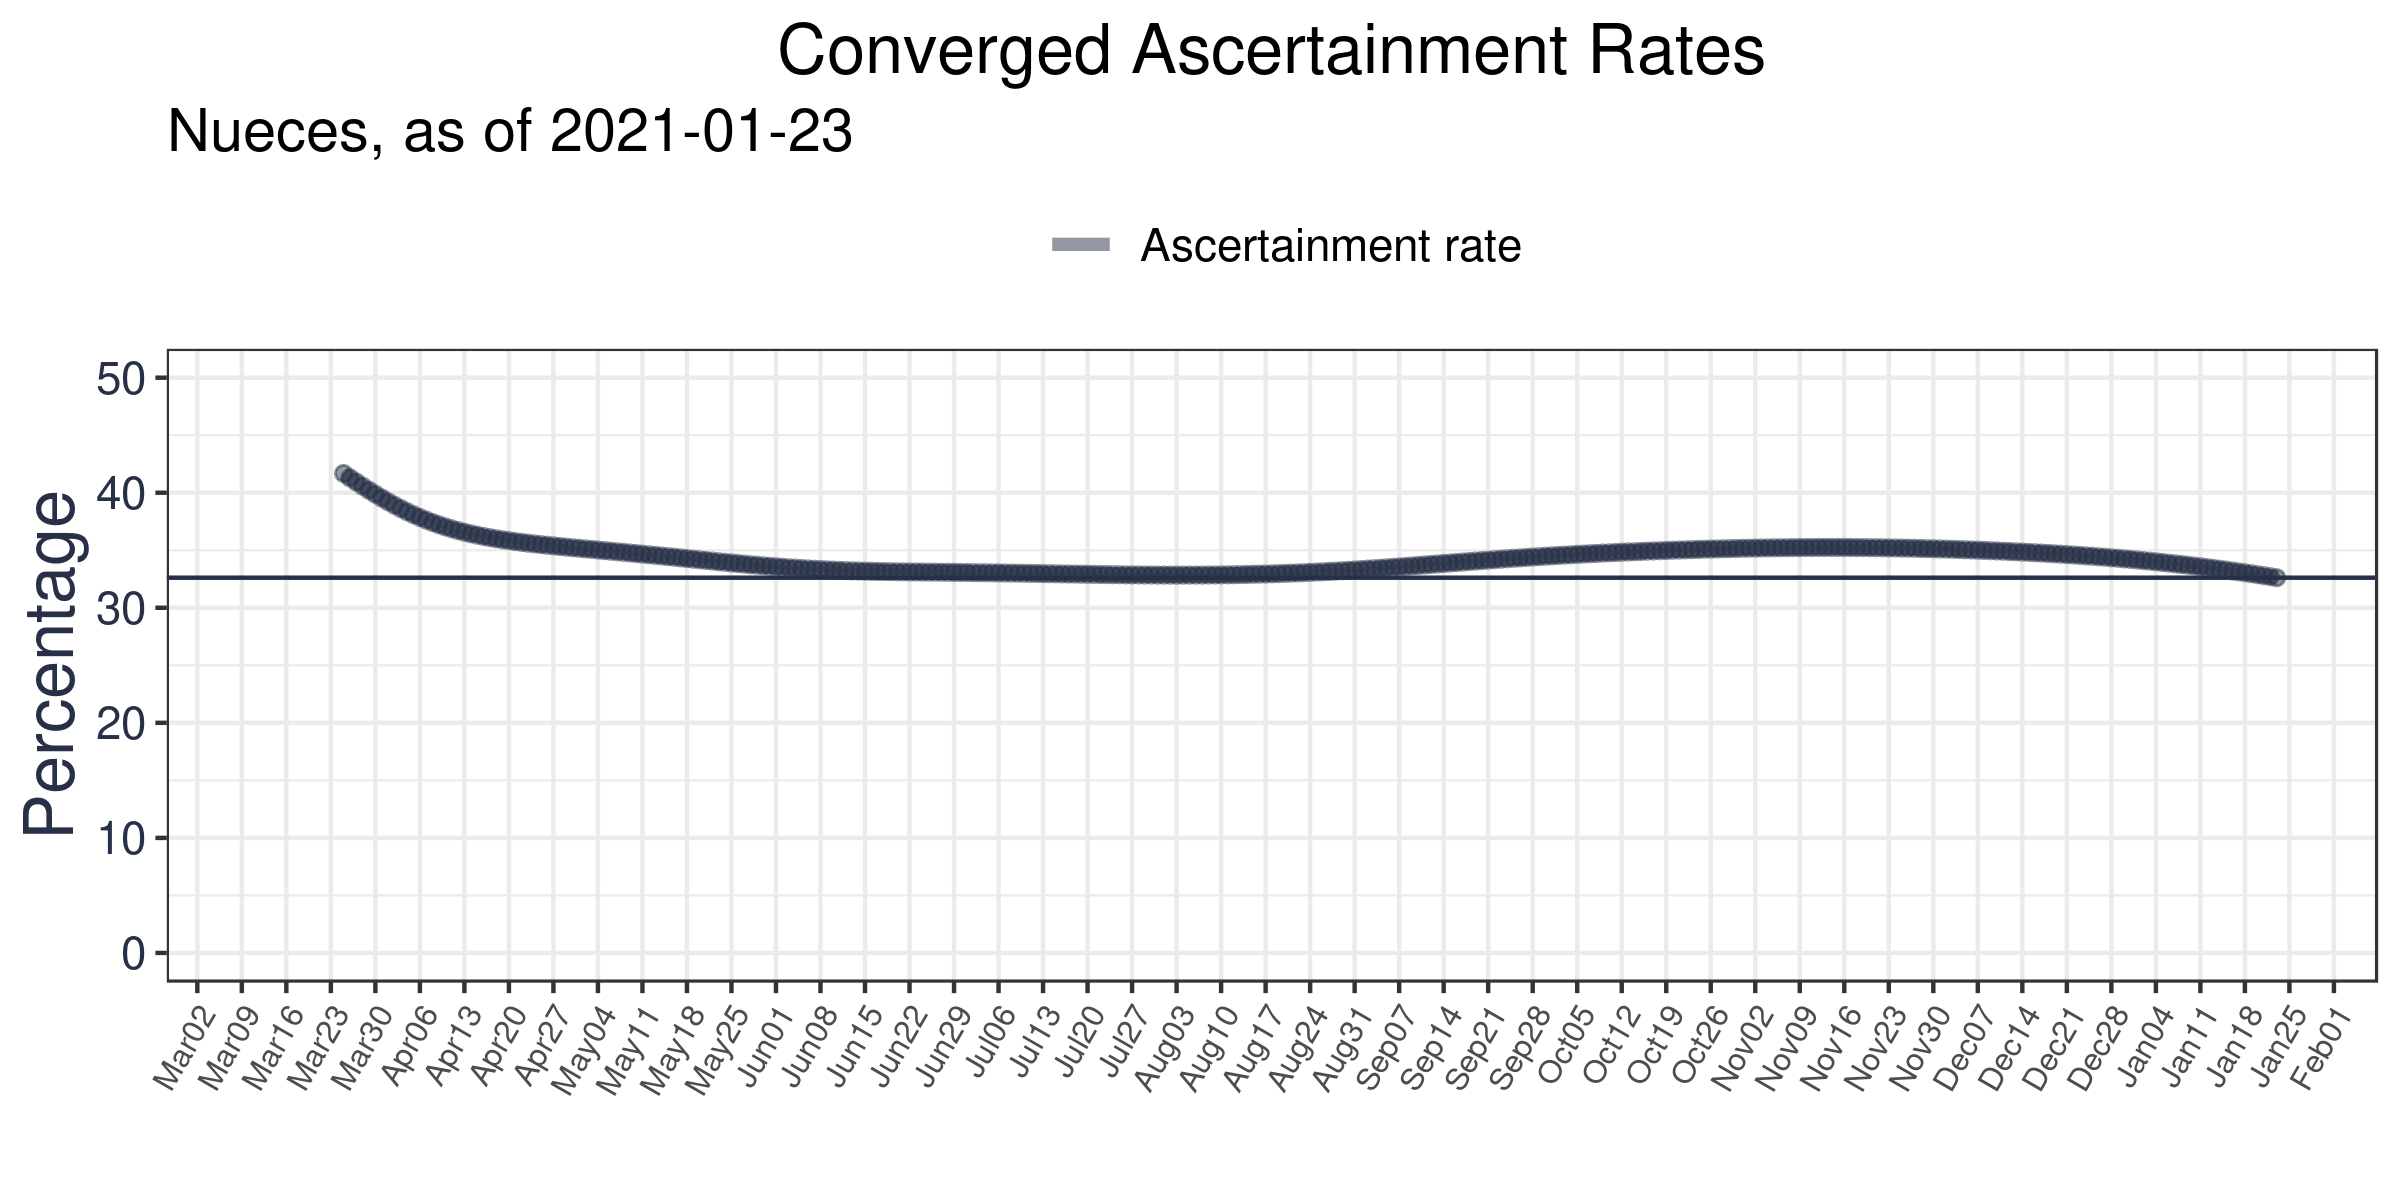 Converged Ascertainment Rates
Nueces, as of 2021-01-23
Ascertainment rate
Percentage
50
40
30
20
10
0
Mar02
Mar09
Mar16
Mar23
Mar30
Apr06
Apr13
Apr20
Apr27
May04
May11
May18
May25
Jun01
Jun08
Jun15
Jun22
Jun29
Jul06
Jul13
Jul20
Jul27
Aug03
Aug10
Aug17
Aug24
Aug31
Sep07
Sep14
Sep21
Sep28
Oct05
Oct12
Oct19
Oct26
Nov02
Nov09
Nov16
Nov23
Nov30
Dec07
Dec14
Dec21
Dec28
Jan04
Jan11
Jan18
Jan25
Feb01